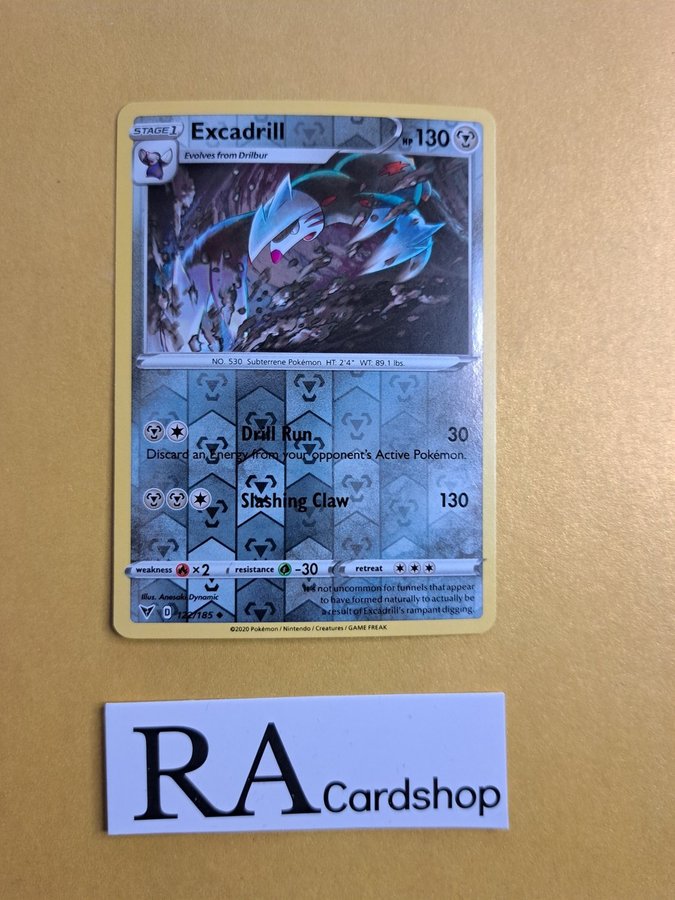 STAGE 1 Excadrill HP 130
Evolves from Drilbur
NO. 530 Subterrene Pokémon HT: 2'4" WT: 89.1 lbs.
Drill Run 30
Discard an Energy from your opponent's Active Pokémon.
Slashing Claw 130
weakness ×2 resistance -30 retreat
It's not uncommon for funnels that appear
Illus. Anesaki Dynamic to have formed naturally to actually be
D 122/185 a result of Excadrill's rampant digging.
©2020 Pokémon / Nintendo / Creatures / GAME FREAK
RA Cardshop